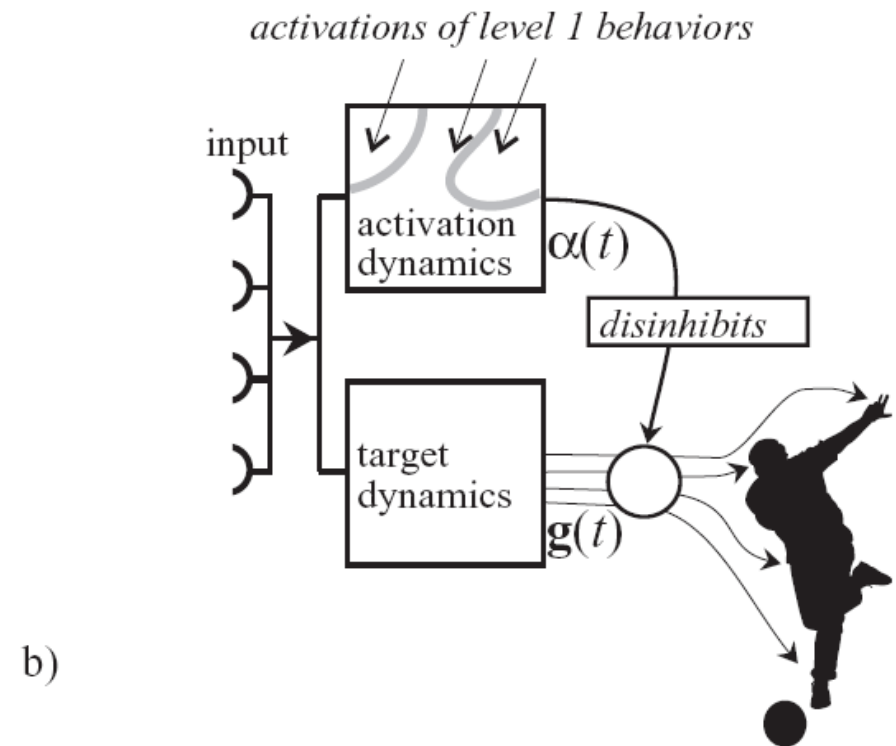 activations of level 1 behaviors
input
activation
dynamics
α(t)
disinhibits
target
dynamics
g(t)
b)